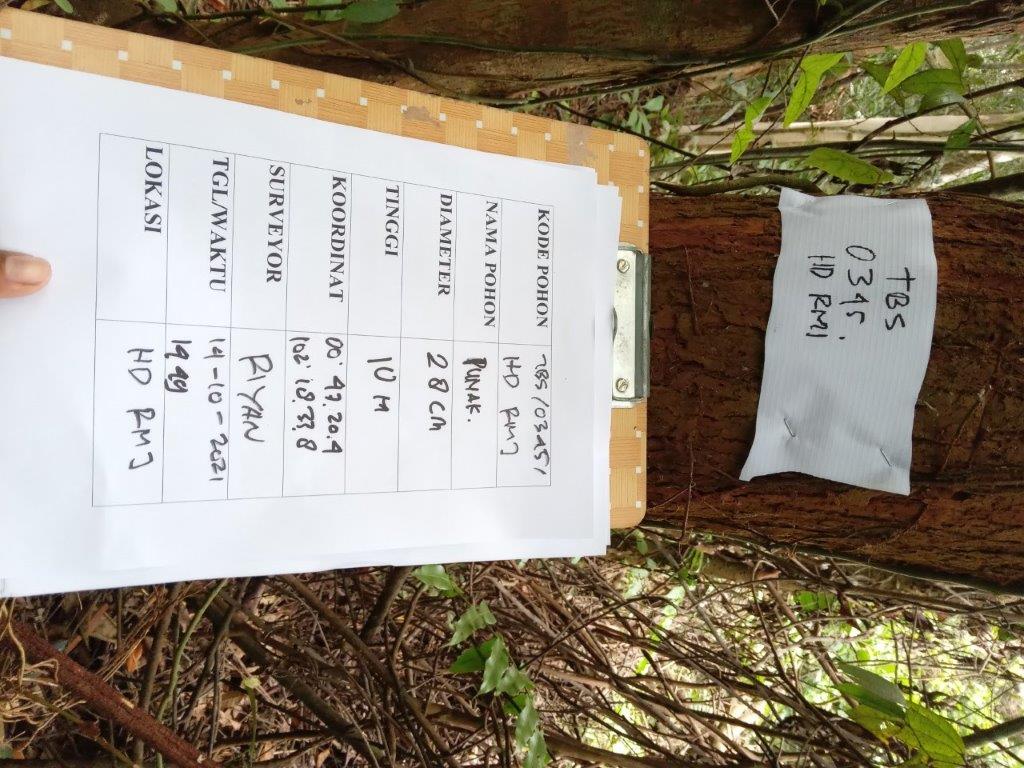 KODE POHON TBS/0345/
HD RMJ
NAMA POHON PUNAK.
DIAMETER 28 cm
TINGGI 10 M
KOORDINAT 00' 47. 20.9
102' 18. 37. 8
SURVEYOR RIYAN
TGL/WAKTU 14-10-2021
1949
LOKASI HD RMJ
TBS
0345.
HD RMJ